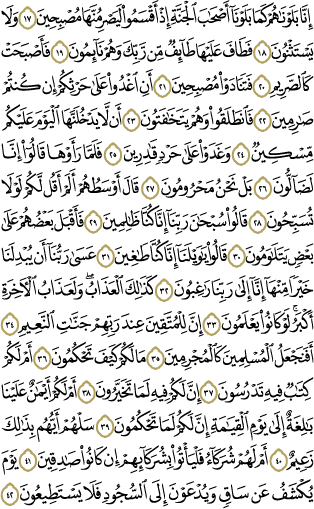 إِنَّا بَلَوْنَٰهُمْ كَمَا بَلَوْنَآ أَصْحَٰبَ ٱلْجَنَّةِ إِذْ أَقْسَمُوا۟ لَيَصْرِمُنَّهَا مُصْبِحِينَ ١٧ وَلَا
يَسْتَثْنُونَ ١٨ فَطَافَ عَلَيْهَا طَآئِفٌ مِّن رَّبِّكَ وَهُمْ نَآئِمُونَ ١٩ فَأَصْبَحَتْ
كَٱلصَّرِيمِ ٢٠ فَتَنَادَوْا۟ مُصْبِحِينَ ٢١ أَنِ ٱغْدُوا۟ عَلَىٰ حَرْثِكُمْ إِن كُنتُمْ
صَٰرِمِينَ ٢٢ فَٱنطَلَقُوا۟ وَهُمْ يَتَخَٰفَتُونَ ٢٣ أَن لَّا يَدْخُلَنَّهَا ٱلْيَوْمَ عَلَيْكُم
مِّسْكِينٌ ٢٤ وَغَدَوْا۟ عَلَىٰ حَرْدٍ قَٰدِرِينَ ٢٥ فَلَمَّا رَأَوْهَا قَالُوٓا۟ إِنَّا
لَضَآلُّونَ ٢٦ بَلْ نَحْنُ مَحْرُومُونَ ٢٧ قَالَ أَوْسَطُهُمْ أَلَمْ أَقُل لَّكُمْ لَوْلَا
تُسَبِّحُونَ ٢٨ قَالُوا۟ سُبْحَٰنَ رَبِّنَآ إِنَّا كُنَّا ظَٰلِمِينَ ٢٩ فَأَقْبَلَ بَعْضُهُمْ عَلَىٰ
بَعْضٍ يَتَلَٰوَمُونَ ٣٠ قَالُوا۟ يَٰوَيْلَنَآ إِنَّا كُنَّا طَٰغِينَ ٣١ عَسَىٰ رَبُّنَآ أَن يُبْدِلَنَا
خَيْرًا مِّنْهَآ إِنَّآ إِلَىٰ رَبِّنَا رَٰغِبُونَ ٣٢ كَذَٰلِكَ ٱلْعَذَابُ ۖ وَلَعَذَابُ ٱلْءَاخِرَةِ
أَكْبَرُ ۚ لَوْ كَانُوا۟ يَعْلَمُونَ ٣٣ إِنَّ لِلْمُتَّقِينَ عِندَ رَبِّهِمْ جَنَّٰتِ ٱلنَّعِيمِ ٣٤
أَفَنَجْعَلُ ٱلْمُسْلِمِينَ كَٱلْمُجْرِمِينَ ٣٥ مَا لَكُمْ كَيْفَ تَحْكُمُونَ ٣٦ أَمْ لَكُمْ
كِتَٰبٌ فِيهِ تَدْرُسُونَ ٣٧ إِنَّ لَكُمْ فِيهِ لَمَا تَخَيَّرُونَ ٣٨ أَمْ لَكُمْ أَيْمَٰنٌ عَلَيْنَا
بَٰلِغَةٌ إِلَىٰ يَوْمِ ٱلْقِيَٰمَةِ ۙ إِنَّ لَكُمْ لَمَا تَحْكُمُونَ ٣٩ سَلْهُمْ أَيُّهُم بِذَٰلِكَ
زَعِيمٌ ٤٠ أَمْ لَهُمْ شُرَكَآءُ فَلْيَأْتُوا۟ بِشُرَكَآئِهِمْ إِن كَانُوا۟ صَٰدِقِينَ ٤١ يَوْمَ
يُكْشَفُ عَن سَاقٍ وَيُدْعَوْنَ إِلَى ٱلسُّجُودِ فَلَا يَسْتَطِيعُونَ ٤٢